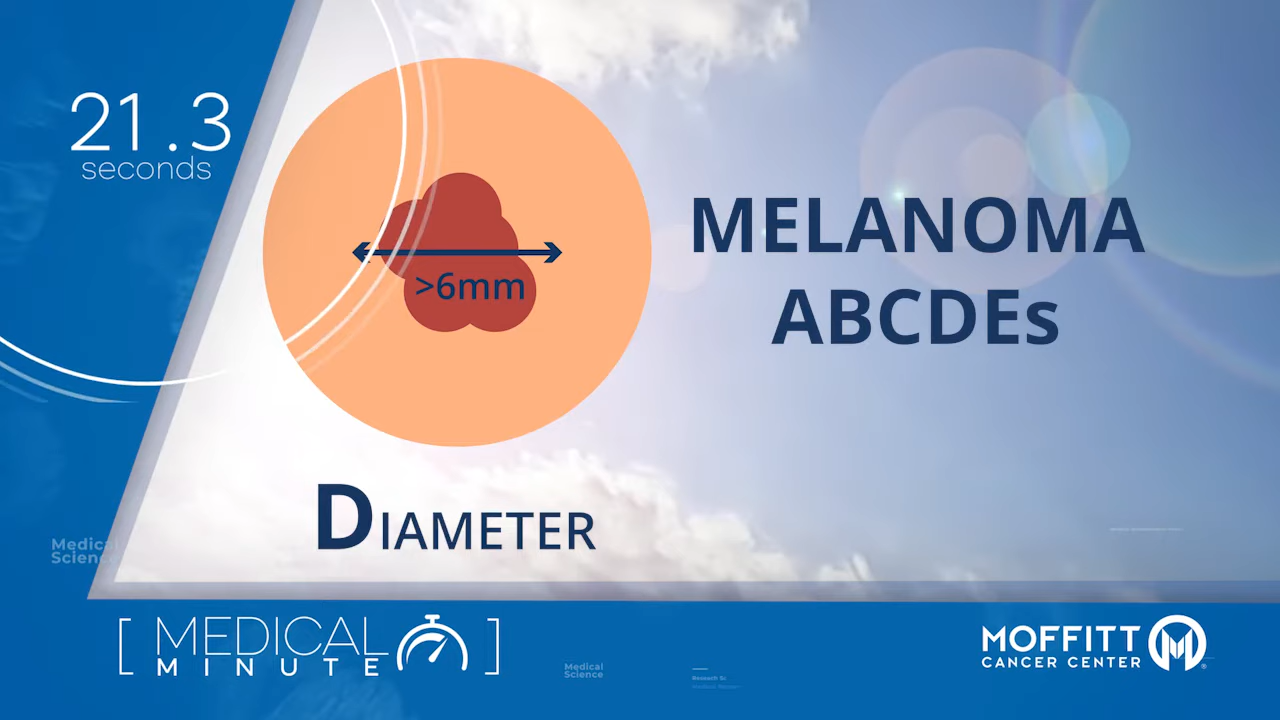 21.3
seconds
>6mm
MELANOMA
ABCDEs
DIAMETER
Medical
Science
[MEDICAL
MINUTE]
Medical
Science
MOFFITT
CANCER CENTER
®